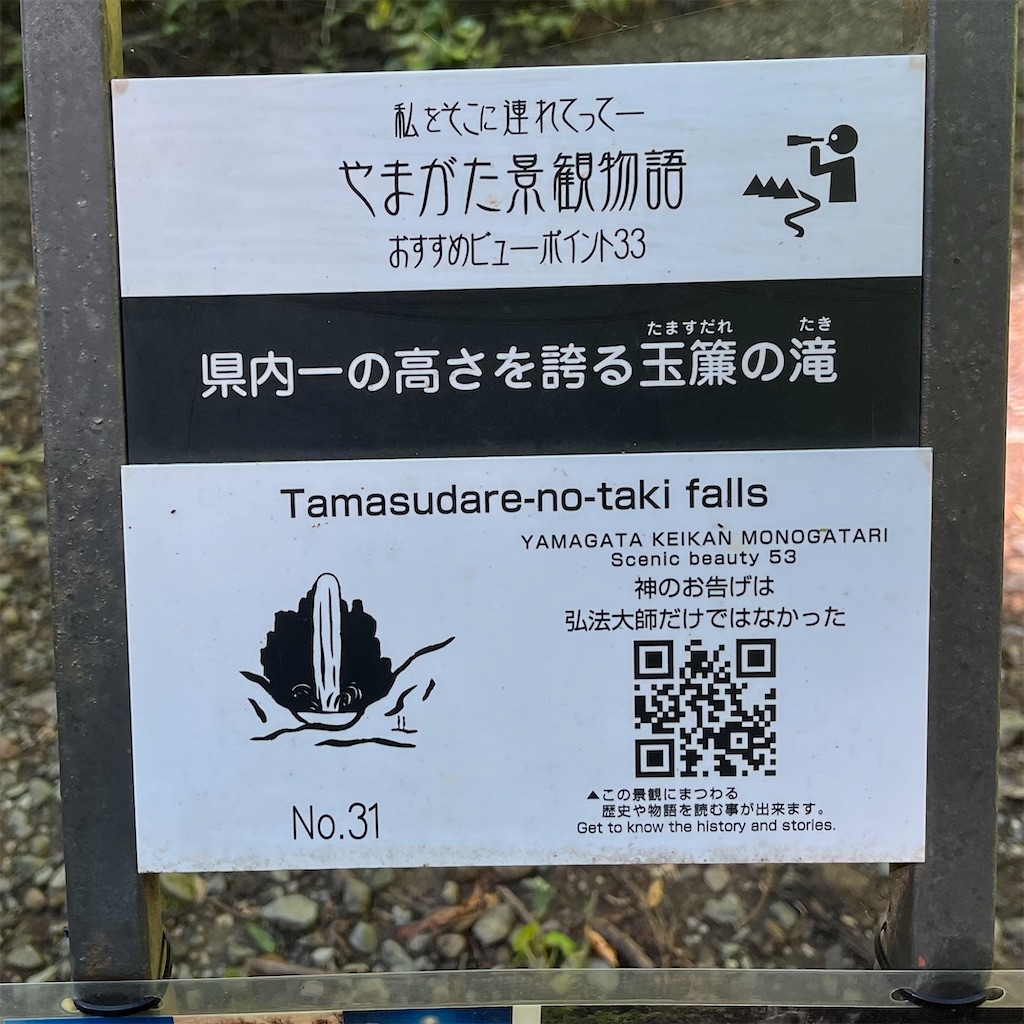 私をそこに連れてってー
やまがた景観物語
おすすめビューポイント33
たますだれ たき
県内一の高さを誇る玉簾の滝
Tamasudare-no-taki falls
YAMAGATA KEIKAN MONOGATARI
Scenic beauty 53
神のお告げは
弘法大師だけではなかった
▲この景観にまつわる
歴史や物語を読む事が出来ます。
Get to know the history and stories.
No.31